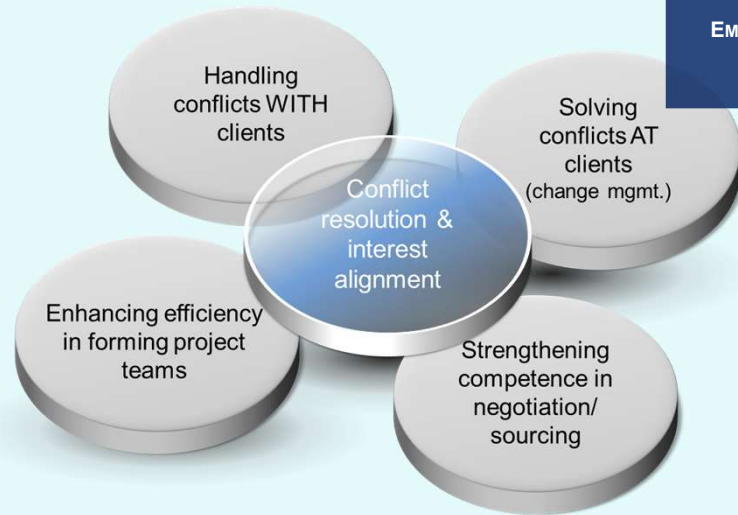 EM
Handling
conflicts WITH
clients
Solving
conflicts AT
clients
(change mgmt.)
Conflict
resolution &
interest
alignment
Enhancing efficiency
in forming project
teams
Strengthening
competence in
negotiation/
sourcing